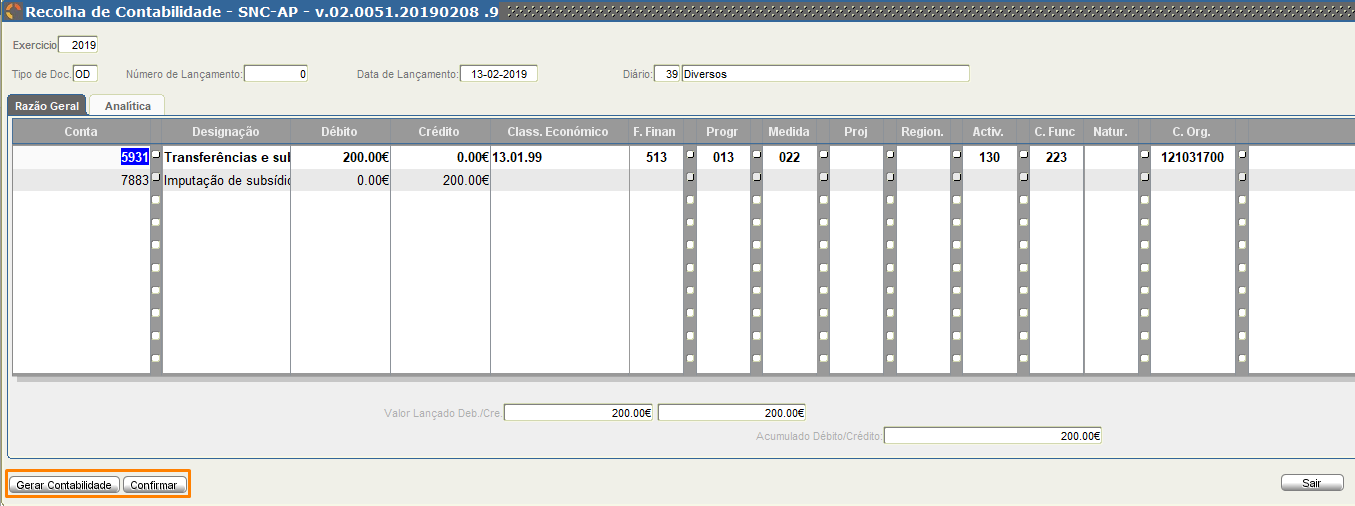 Recolha de Contabilidade - SNC-AP - v.02.0051.20190208 .9
Exercicio 2019
Tipo de Doc. OD Número de Lançamento: 0 Data de Lançamento: 13-02-2019 Diário: 39 Diversos
Razão Geral Analítica
Conta Designação Débito Crédito Class. Económico F. Finan Progr Medida Proj Region. Activ. C. Func Natur. C. Org.
5931 Transferências e sul 200.00€ 0.00€ 13.01.99 513 013 022 130 223 121031700
7883 Imputação de subsídic 0.00€ 200.00€
Valor Lançado Deb./Cre. 200.00€ 200.00€
Acumulado Débito/Crédito: 200.00€
Gerar Contabilidade Confirmar Sair